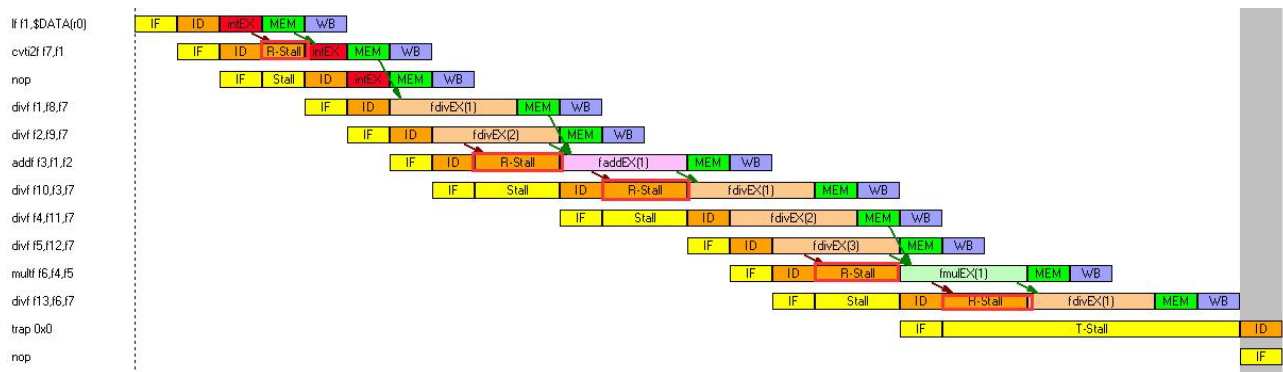 lf f1,$DATA(r0) IF ID intEX MEM WB
cvti2f f7,f1 IF ID R-Stall intEX MEM WB
nop IF Stall ID intEX MEM WB
divf f1,f8,f7 IF ID fdivEX(1) MEM WB
divf f2,f9,f7 IF ID fdivEX(2) MEM WB
addf f3,f1,f2 IF ID R-Stall faddEX(1) MEM WB
divf f10,f3,f7 IF Stall ID R-Stall fdivEX(1) MEM WB
divf f4,f11,f7 IF Stall ID fdivEX(2) MEM WB
divf f5,f12,f7 IF ID fdivEX(3) MEM WB
multf f6,f4,f5 IF ID R-Stall fmulEX(1) MEM WB
divf f13,f6,f7 IF Stall ID R-Stall fdivEX(1) MEM WB
trap 0x0 IF T-Stall ID
nop IF